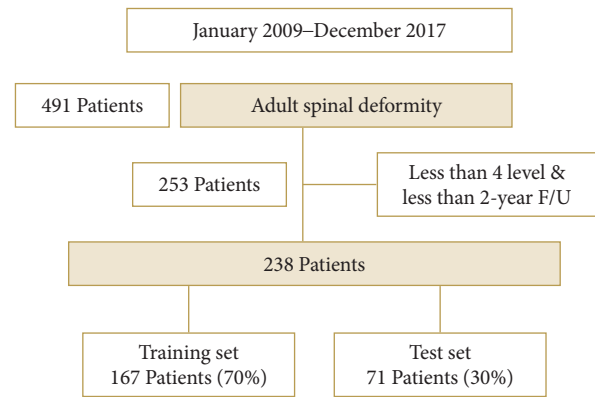 January 2009–December 2017
491 Patients
Adult spinal deformity
253 Patients
Less than 4 level &
less than 2-year F/U
238 Patients
Training set
167 Patients (70%)
Test set
71 Patients (30%)